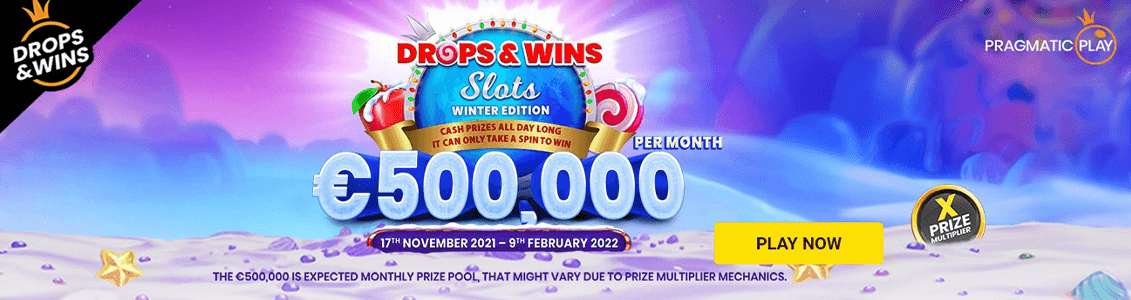 DROPS
& WINS
DROPS & WINS
Slots
WINTER EDITION
CASH PRIZES ALL DAY LONG
IT CAN ONLY TAKE A SPIN TO WIN
PER MONTH
€500,000
17TH NOVEMBER 2021 – 9TH FEBRUARY 2022
THE €500,000 IS EXPECTED MONTHLY PRIZE POOL, THAT MIGHT VARY DUE TO PRIZE MULTIPLIER MECHANICS.
PRAGMATIC PLAY
PLAY NOW
X
PRIZE
MULTIPLIER